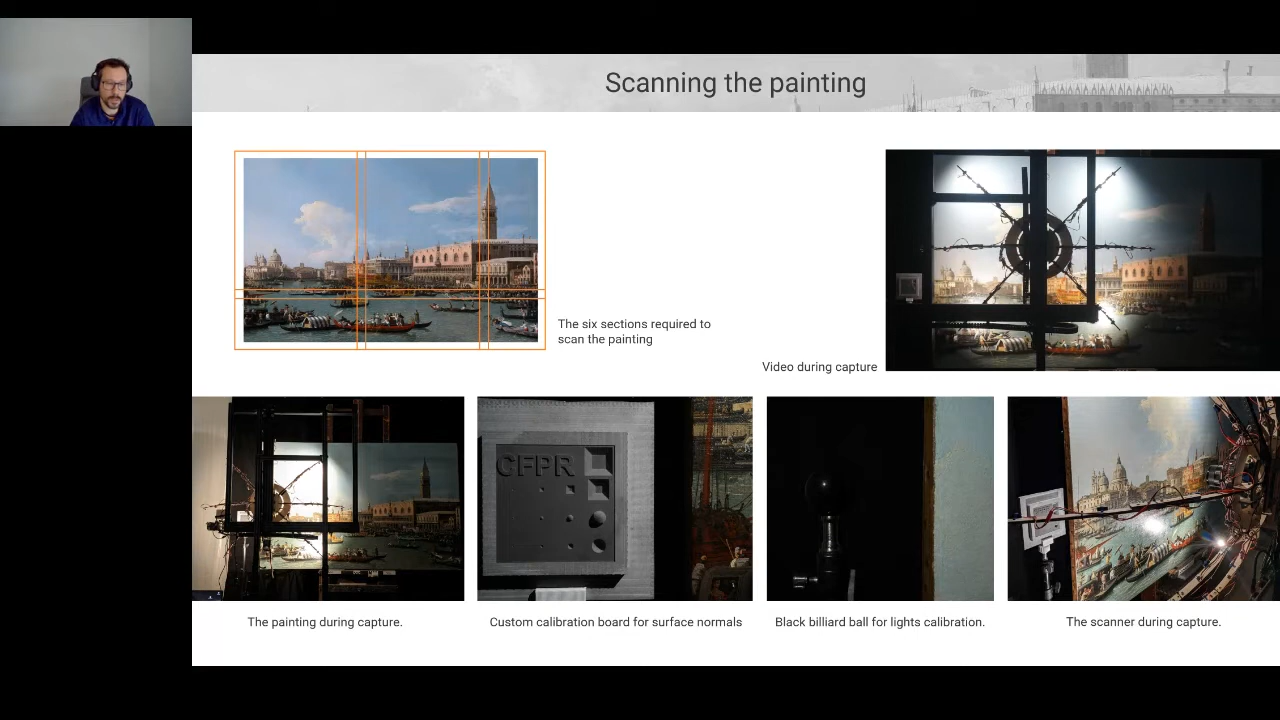 Scanning the painting
The six sections required to
scan the painting
Video during capture
CFPR
The painting during capture.
Custom calibration board for surface normals
Black billiard ball for lights calibration.
The scanner during capture.